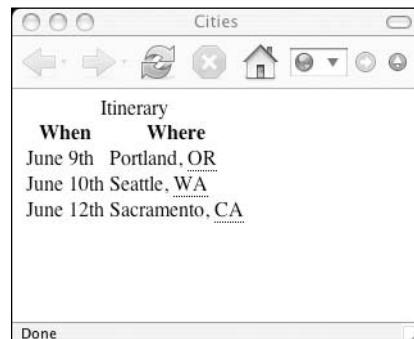 Cities
Itinerary
When Where
June 9th Portland, OR
June 10th Seattle, WA
June 12th Sacramento, CA
Done